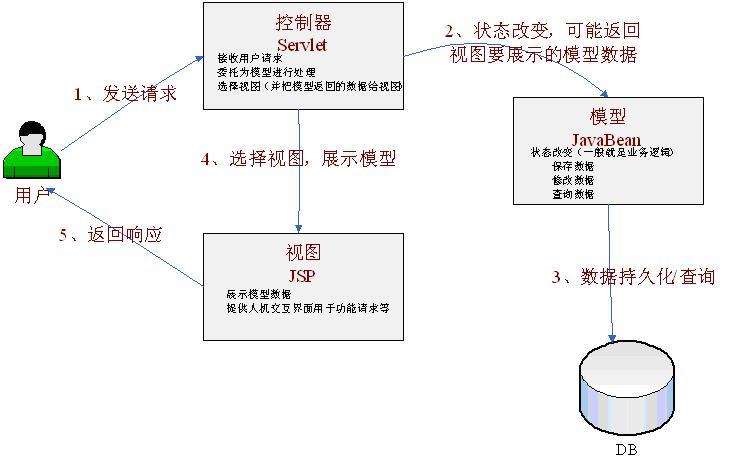 控制器
Servlet
接收用户请求
委托为模型进行处理
选择视图（并把模型返回的数据给视图）
2、状态改变，可能返回
视图要展示的模型数据
1、发送请求
模型
JavaBean
状态改变（一般就是业务逻辑）
保存数据
修改数据
查询数据
4、选择视图，展示模型
用户
5、返回响应
视图
JSP
展示模型数据
提供人机交互界面用于功能请求等
3、数据持久化/查询
DB